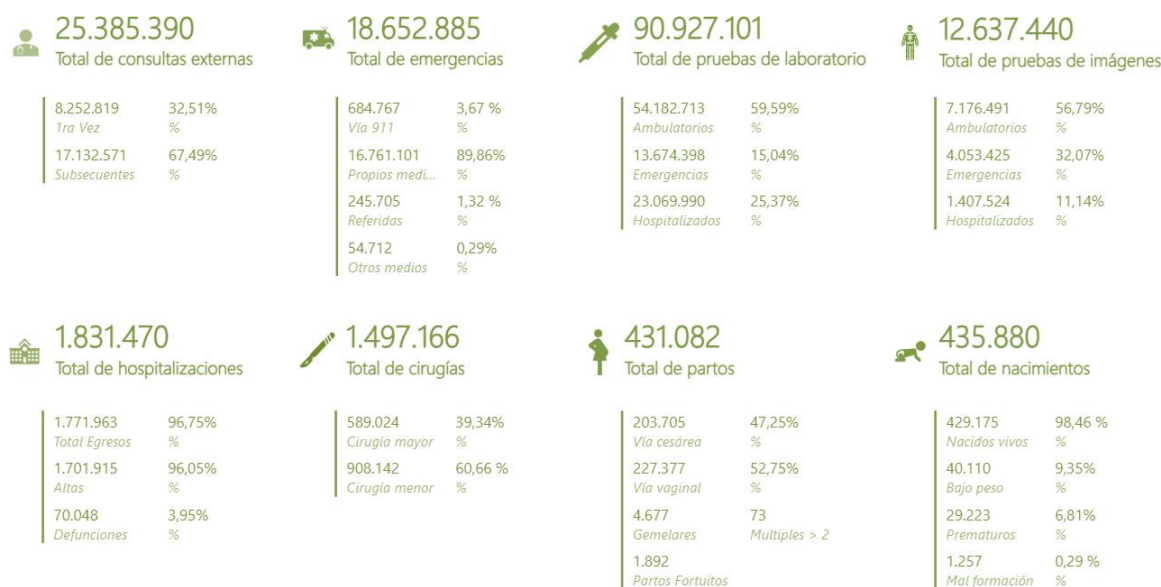 25.385.390
Total de consultas externas
8.252.819 32,51%
1ra Vez %
17.132.571 67,49%
Subsecuentes %
18.652.885
Total de emergencias
684.767 3,67 %
Vía 911 %
16.761.101 89,86%
Propios medi... %
245.705 1,32 %
Referidas %
54.712 0,29%
Otros medios %
90.927.101
Total de pruebas de laboratorio
54.182.713 59,59%
Ambulatorios %
13.674.398 15,04%
Emergencias %
23.069.990 25,37%
Hospitalizados %
12.637.440
Total de pruebas de imágenes
7.176.491 56,79%
Ambulatorios %
4.053.425 32,07%
Emergencias %
1.407.524 11,14%
Hospitalizados %
1.831.470
Total de hospitalizaciones
1.771.963 96,75%
Total Egresos %
1.701.915 96,05%
Altas %
70.048 3,95%
Defunciones %
1.497.166
Total de cirugías
589.024 39,34%
Cirugía mayor %
908.142 60,66 %
Cirugía menor %
431.082
Total de partos
203.705 47,25%
Vía cesárea %
227.377 52,75%
Vía vaginal %
4.677 73
Gemelares Multiples > 2
1.892
Partos Fortuitos
435.880
Total de nacimientos
429.175 98,46 %
Nacidos vivos %
40.110 9,35%
Bajo peso %
29.223 6,81%
Prematuros %
1.257 0,29 %
Mal formación %